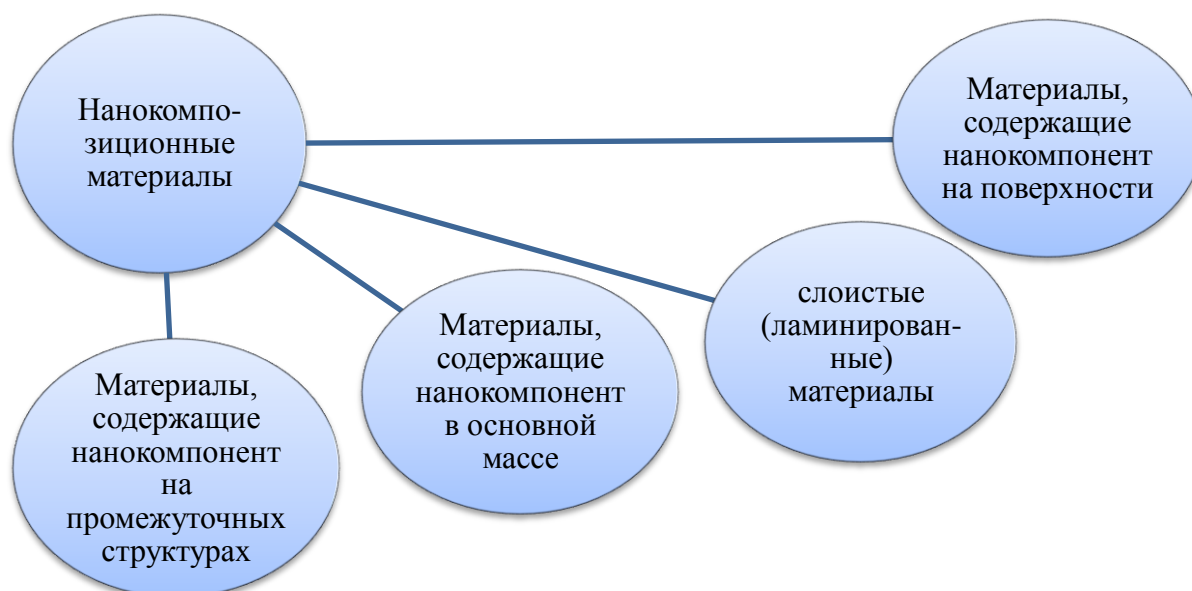 Нанокомпо-
зиционные
материалы
Материалы,
содержащие
нанокомпонент
на поверхности
слоистые
(ламинирован-
ные)
материалы
Материалы,
содержащие
нанокомпонент
в основной
массе
Материалы,
содержащие
нанокомпонент
на
промежуточных
структурах